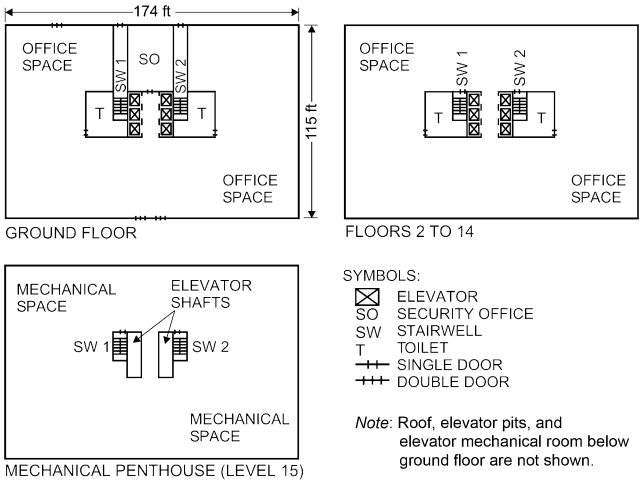 174 ft
OFFICE
SPACE
SW 1
SO
SW 2
T
T
115 ft
OFFICE
SPACE
GROUND FLOOR
OFFICE
SPACE
SW 1
SW 2
T
T
OFFICE
SPACE
FLOORS 2 TO 14
MECHANICAL
SPACE
ELEVATOR
SHAFTS
SW 1
SW 2
MECHANICAL
SPACE
MECHANICAL PENTHOUSE (LEVEL 15)
SYMBOLS:
ELEVATOR
SO SECURITY OFFICE
SW STAIRWELL
T TOILET
SINGLE DOOR
DOUBLE DOOR
Note: Roof, elevator pits, and
elevator mechanical room below
ground floor are not shown.